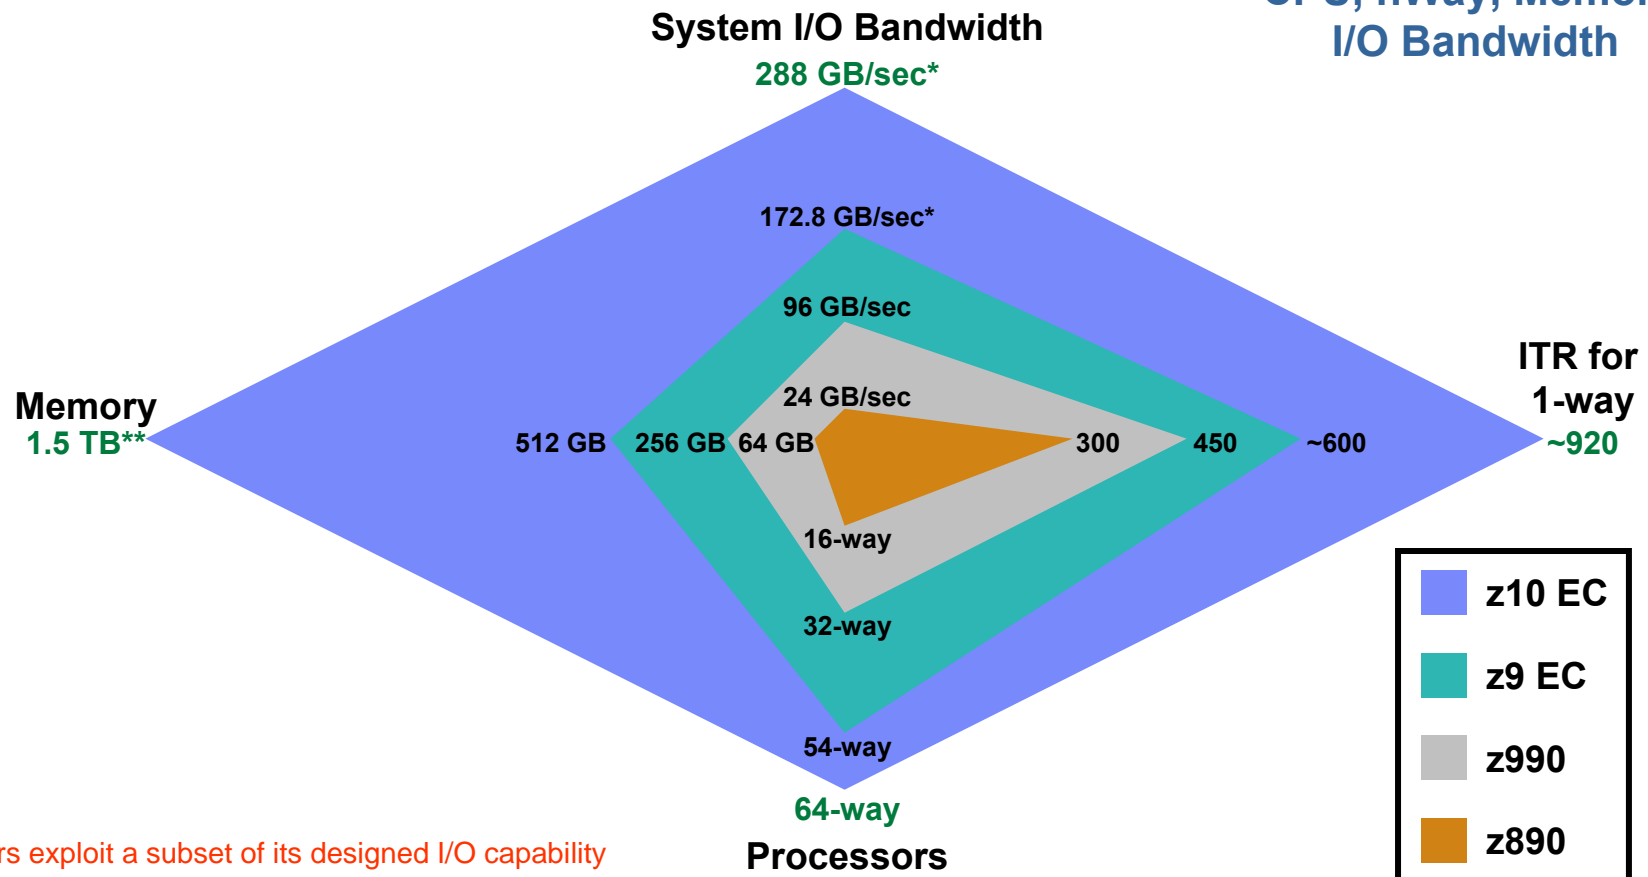 System I/O Bandwidth
I/O Bandwidth
288 GB/sec*
172.8 GB/sec*
96 GB/sec
24 GB/sec
ITR for
1-way
~920
Memory
1.5 TB**
512 GB
256 GB
64 GB
300
450
~600
16-way
32-way
54-way
64-way
Processors
z10 EC
z9 EC
z990
z890
exploit a subset of its designed I/O capability